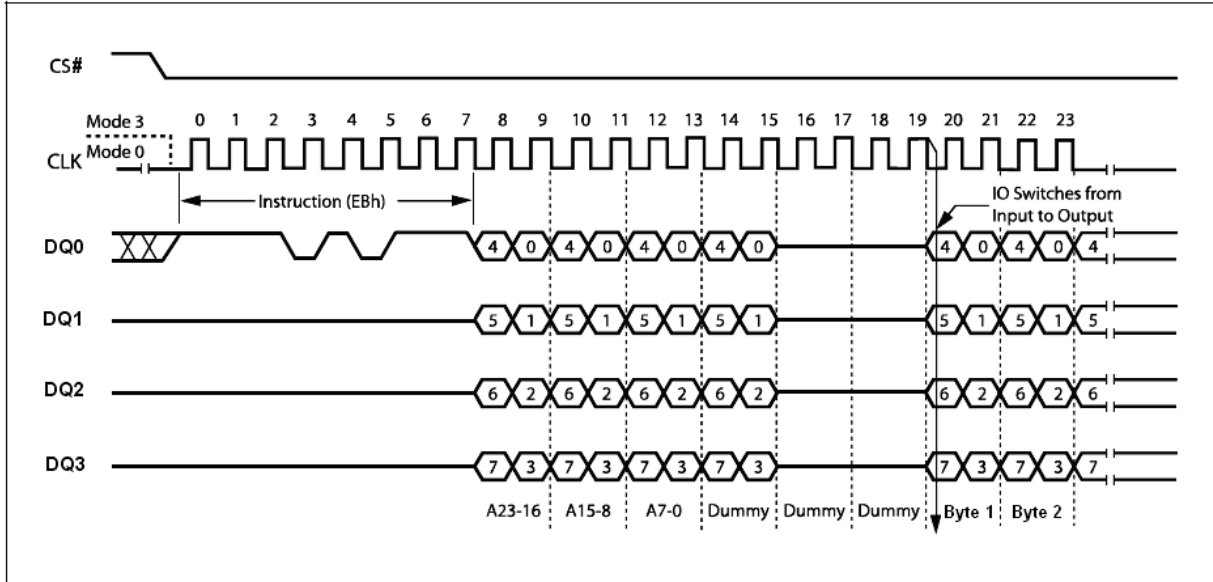 CS#
Mode 3
0 1 2 3 4 5 6 7 8 9 10 11 12 13 14 15 16 17 18 19 20 21 22 23
Mode 0
CLK
Instruction (EBh)
IO Switches from
Input to Output
DQ0 4 0 4 0 4 0 4 0 4 0 4 0 4
DQ1 5 1 5 1 5 1 5 1 5 1 5 1 5
DQ2 6 2 6 2 6 2 6 2 6 2 6 2 6
DQ3 7 3 7 3 7 3 7 3 7 3 7 3 7
A23-16 A15-8 A7-0 Dummy Dummy Dummy Byte 1 Byte 2